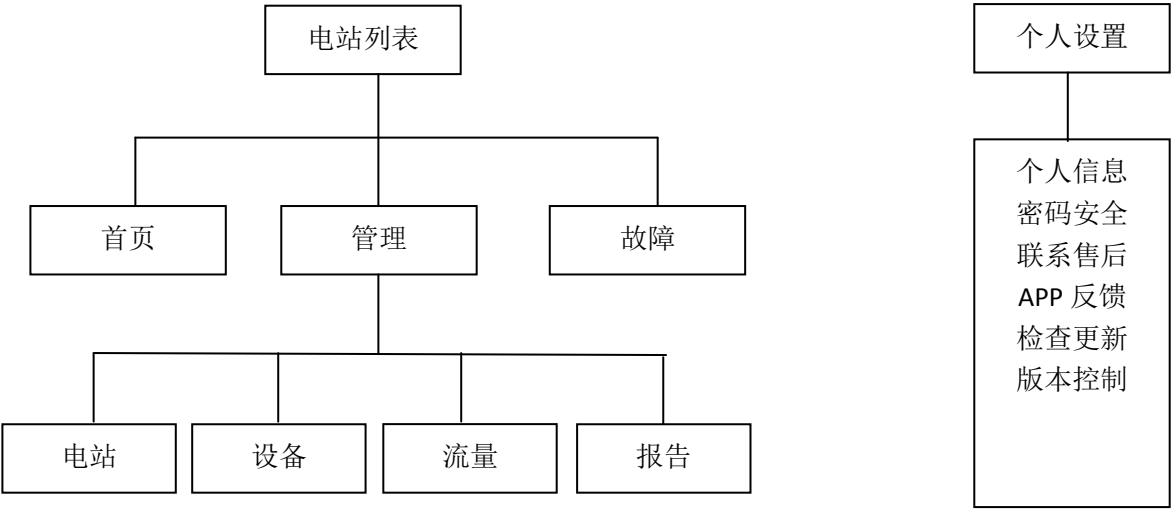 电站列表
首页
管理
故障
电站
设备
流量
报告
个人设置
个人信息
密码安全
联系售后
APP 反馈
检查更新
版本控制